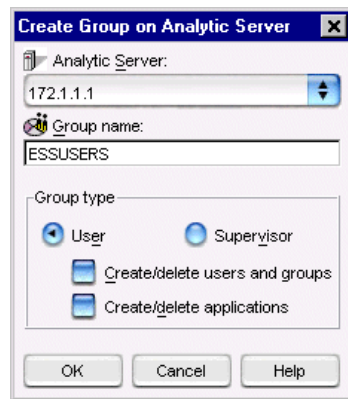 Create Group on Analytic Server
Analytic Server:
172.1.1.1
Group name:
ESSUSERS
Group type
User
Supervisor
Create/delete users and groups
Create/delete applications
OK
Cancel
Help